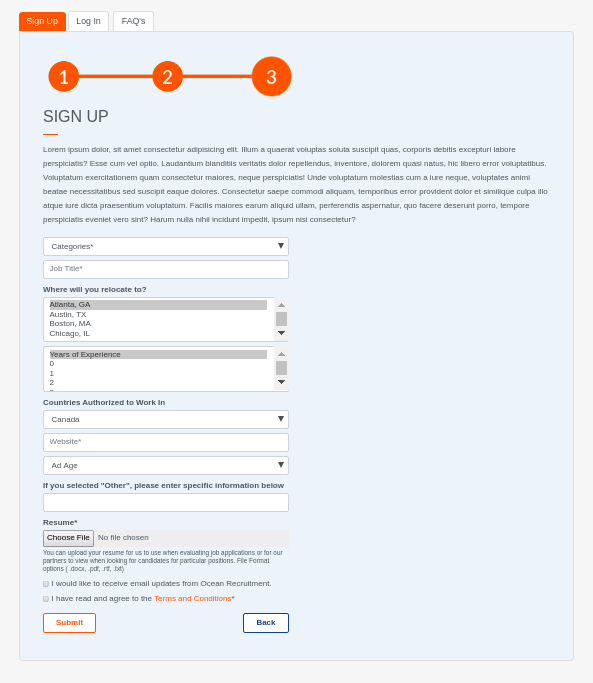 Sign Up Log In FAQ's
1 2 3
SIGN UP
Lorem ipsum dolor, sit amet consectetur adipisicing elit. Illum a quaerat voluptas soluta suscipit quas, corporis debitis excepturi labore
perspiciatis? Esse cum vel optio. Laudantium blanditiis veritatis dolor repellendus, inventore, dolorem quasi natus, hic libero error voluptatibus.
Voluptatum exercitationem quam consectetur maiores, neque perspiciatis! Unde voluptatum molestias cum a iure neque, voluptates animi
beatae necessitatibus sed suscipit eaque dolores. Consectetur saepe commodi aliquam, temporibus error provident dolor et similique culpa illo
atque iure dicta praesentium voluptatum. Facilis maiores earum aliquid ullam, perferendis aspernatur, quo facere deserunt porro, tempore
perspiciatis eveniet vero sint? Harum nulla nihil incidunt impedit, ipsum nisi consectetur?
Categories*
Job Title*
Where will you relocate to?
Atlanta, GA
Austin, TX
Boston, MA
Chicago, IL
Years of Experience
0
1
2
Countries Authorized to Work In
Canada
Website*
Ad Age
If you selected "Other", please enter specific information below
Resume*
Choose File No file chosen
You can upload your resume for us to use when evaluating job applications or for our
partners to view when looking for candidates for particular positions. File Format
options ( .docx, .pdf, .rtf, .txt)
I would like to receive email updates from Ocean Recruitment.
I have read and agree to the Terms and Conditions*
Submit Back